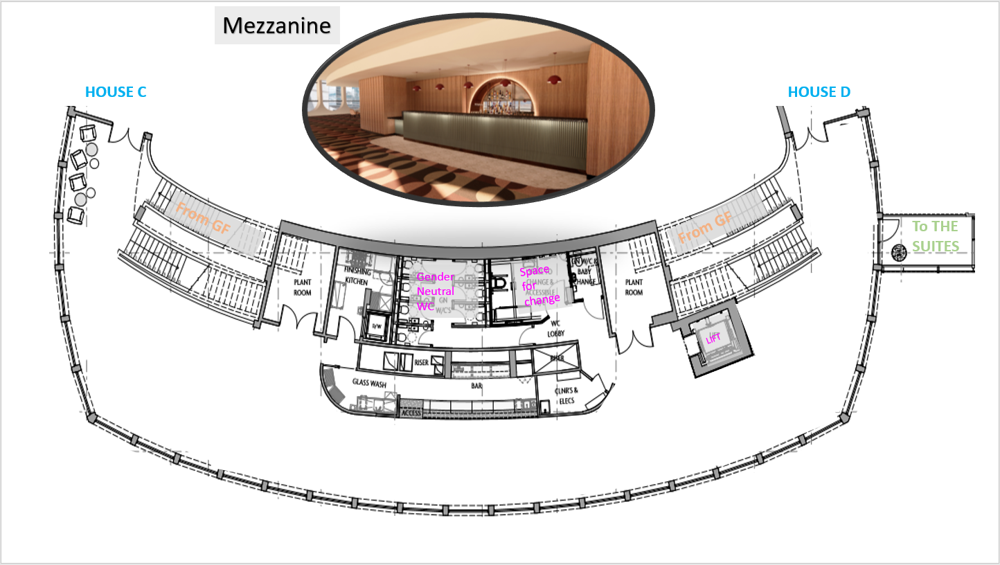 Mezzanine
HOUSE C
HOUSE D
From GF
From GF
To THE
SUITES
PLANT
ROOM
FINISHING
KITCHEN
D/W
Gender
Neutral
WC
GN
W/C'S
Space
for
change
CHANGE &
ACCESSIBLE
GN W/C &
BABY
CHANGE
PLANT
ROOM
WC
LOBBY
LIFT
RISER
RISER
GLASS WASH
BAR
CLNR'S &
ELECS
ACCESS